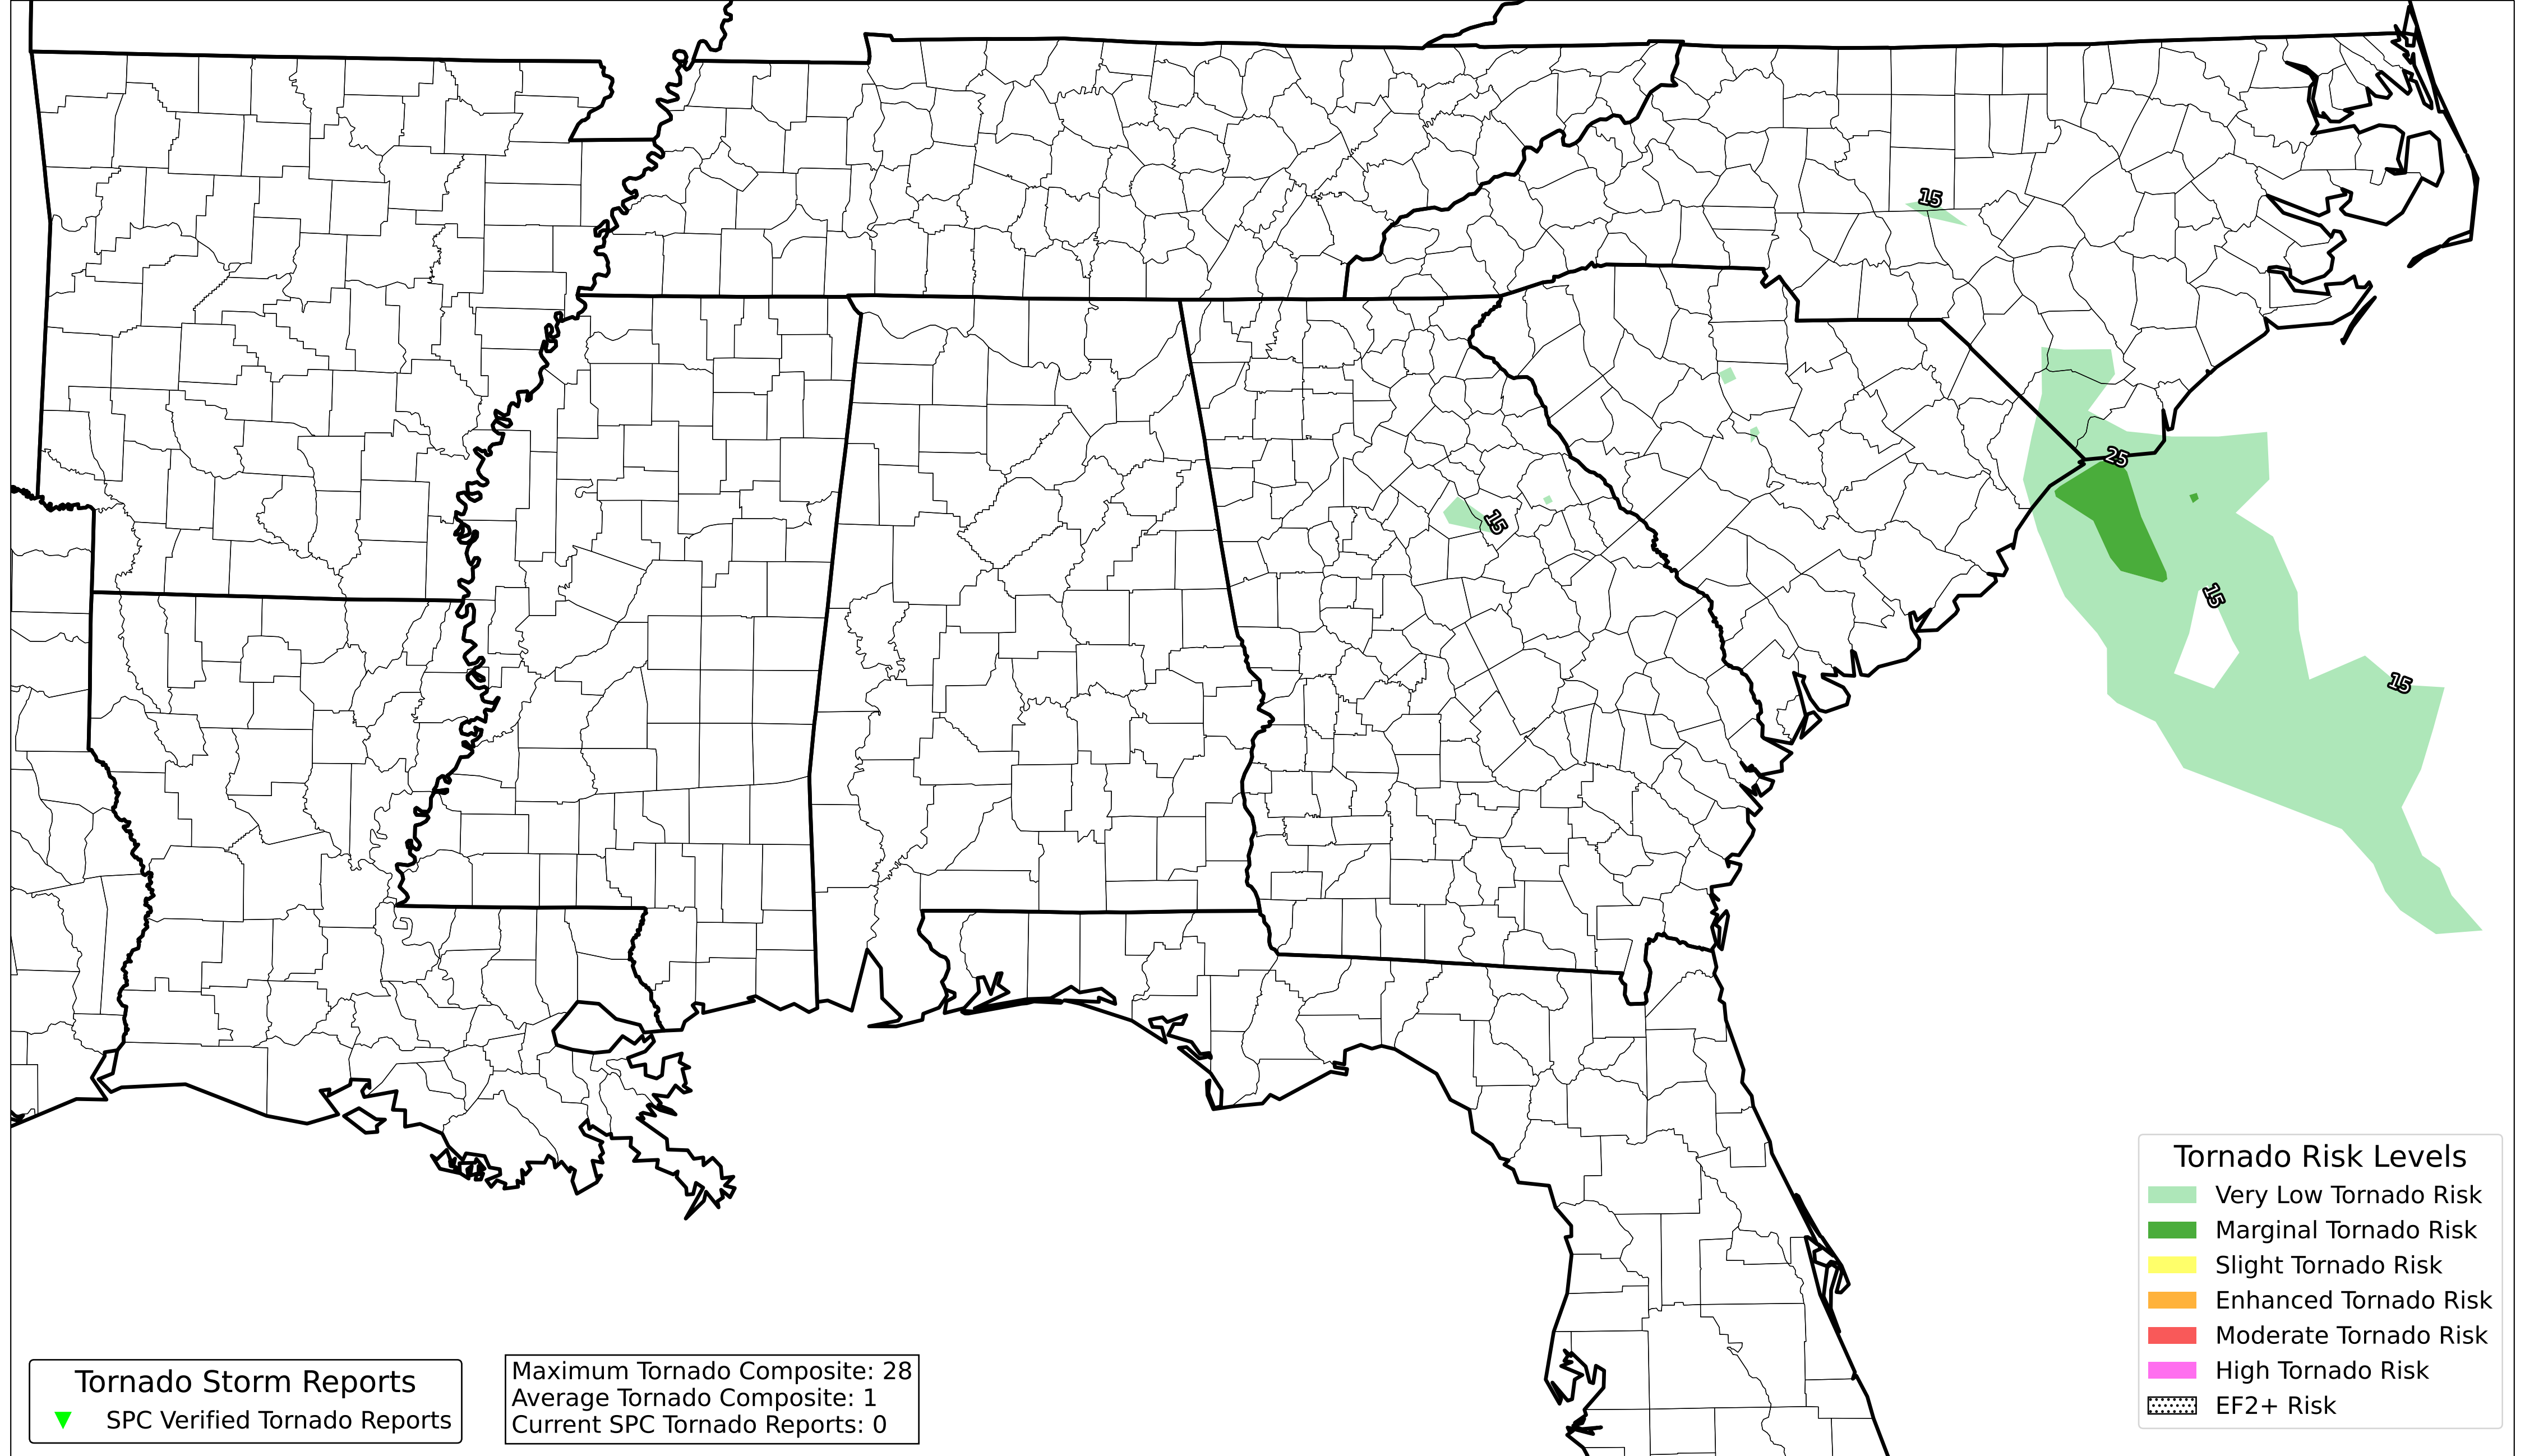 15
25
15
15
15
Tornado Risk Levels
Very Low Tornado Risk
Marginal Tornado Risk
Slight Tornado Risk
Enhanced Tornado Risk
Moderate Tornado Risk
High Tornado Risk
EF2+ Risk
Tornado Storm Reports
SPC Verified Tornado Reports
Maximum Tornado Composite: 28
Average Tornado Composite: 1
Current SPC Tornado Reports: 0